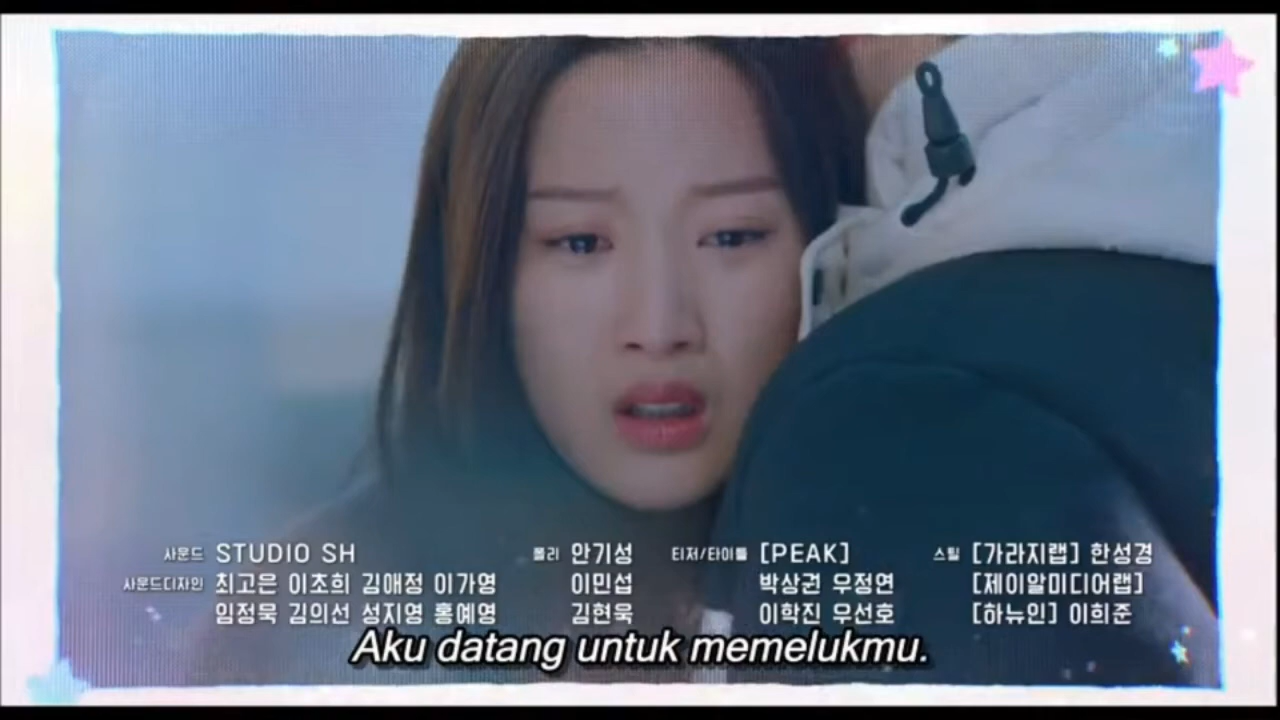 사운드 STUDIO SH 폴리 안기성 티저/타이틀 [PEAK] 스틸 [가라지랩] 한성경
사운드디자인 최고은 이초희 김애정 이가영 이민섭 박상권 우정연 [제이알미디어랩]
임정묵 김의선 성지영 홍예영 김현욱 이학진 우선호 [하뉴인] 이희준
Aku datang untuk memelukmu.